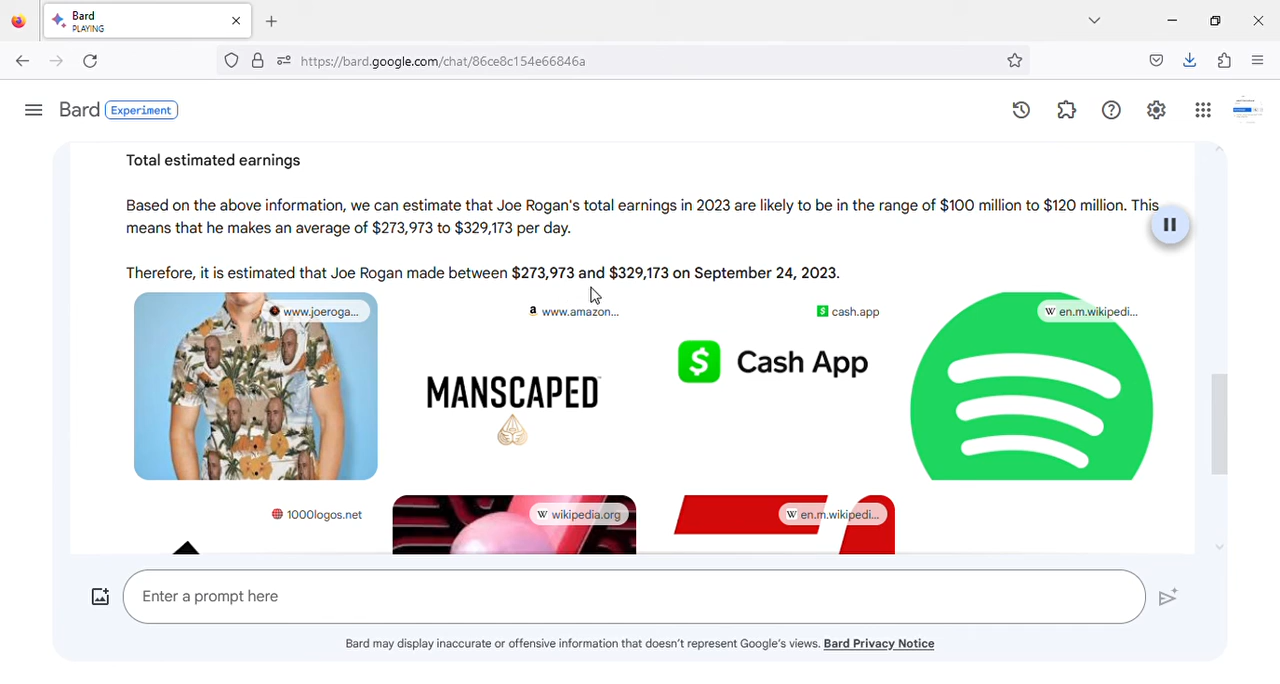 Bard
PLAYING
https://bard.google.com/chat/86ce8c154e66846a
Bard Experiment
Total estimated earnings
Based on the above information, we can estimate that Joe Rogan's total earnings in 2023 are likely to be in the range of $100 million to $120 million. This
means that he makes an average of $273,973 to $329,173 per day.
Therefore, it is estimated that Joe Rogan made between $273,973 and $329,173 on September 24, 2023.
www.joeroga...
a www.amazon...
$ cash.app
W en.m.wikipedi...
MANSCAPED
$ Cash App
1000logos.net
W wikipedia.org
W en.m.wikipedi...
Enter a prompt here
Bard may display inaccurate or offensive information that doesn't represent Google's views. Bard Privacy Notice